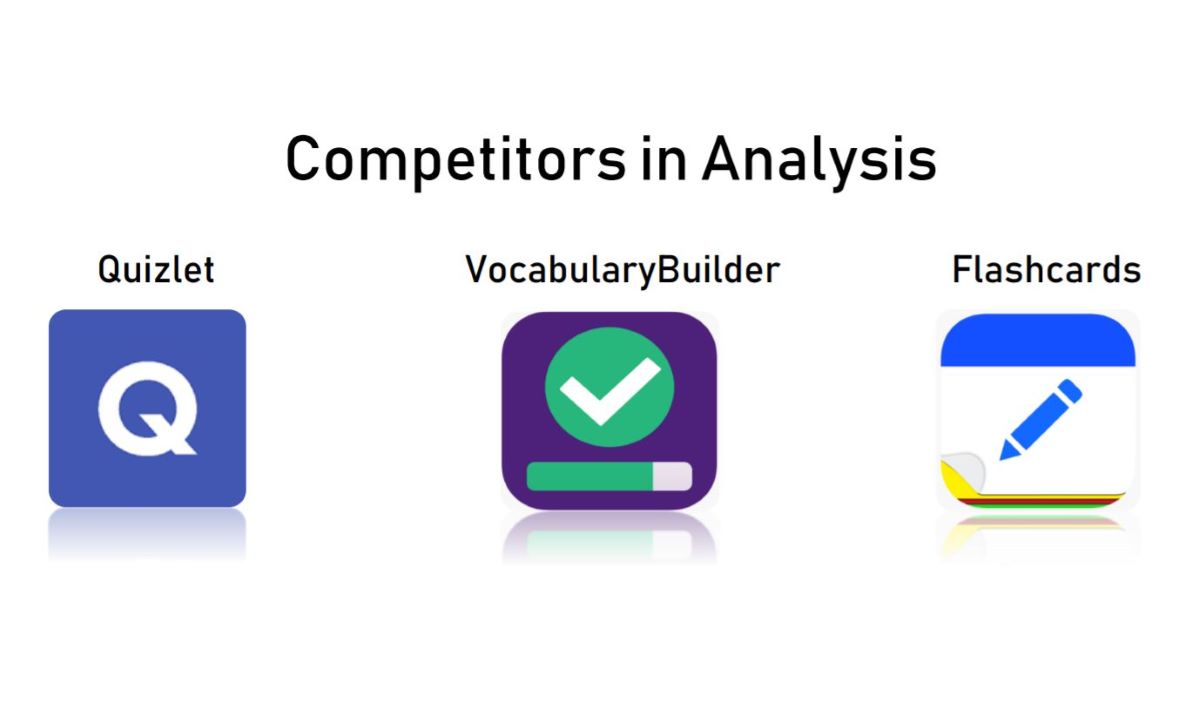 Competitors in Analysis
Quizlet
VocabularyBuilder
Flashcards
Q